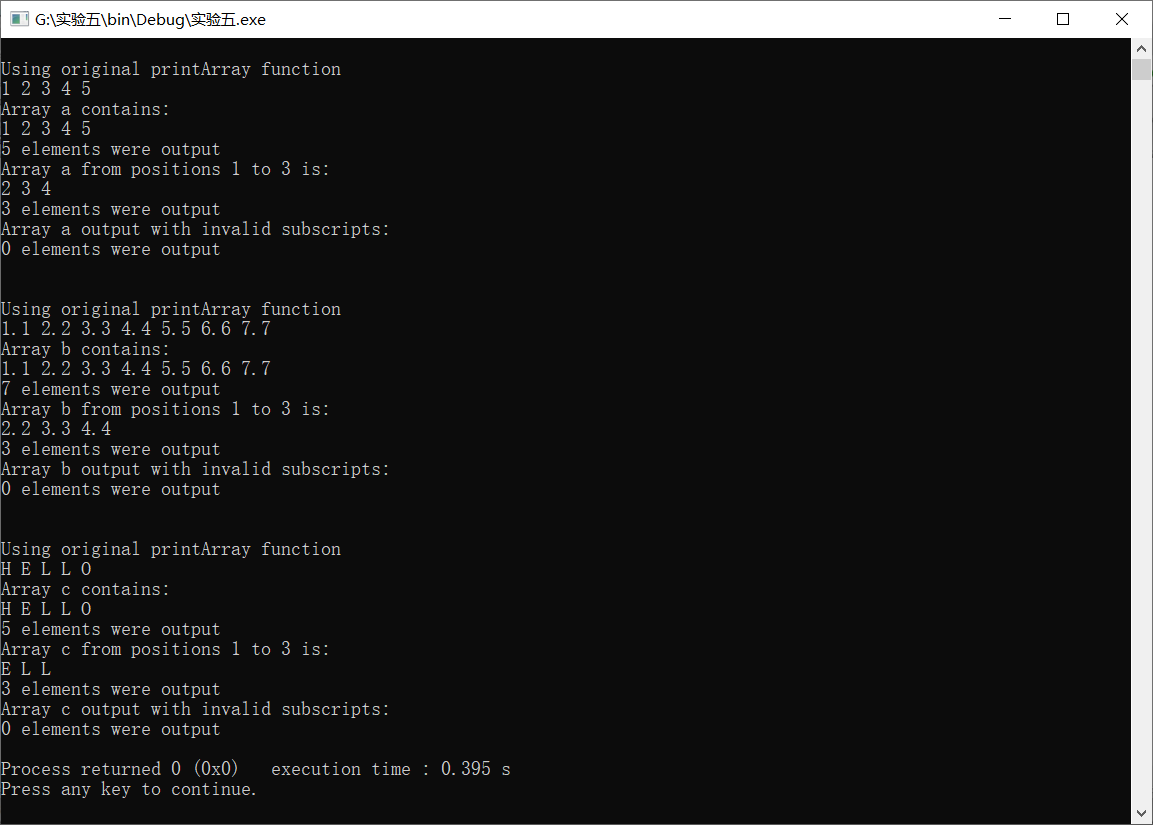 G:\实验五\bin\Debug\实验五.exe
Using original printArray function
1 2 3 4 5
Array a contains:
1 2 3 4 5
5 elements were output
Array a from positions 1 to 3 is:
2 3 4
3 elements were output
Array a output with invalid subscripts:
0 elements were output
Using original printArray function
1.1 2.2 3.3 4.4 5.5 6.6 7.7
Array b contains:
1.1 2.2 3.3 4.4 5.5 6.6 7.7
7 elements were output
Array b from positions 1 to 3 is:
2.2 3.3 4.4
3 elements were output
Array b output with invalid subscripts:
0 elements were output
Using original printArray function
H E L L O
Array c contains:
H E L L O
5 elements were output
Array c from positions 1 to 3 is:
E L L
3 elements were output
Array c output with invalid subscripts:
0 elements were output
Process returned 0 (0x0)   execution time : 0.395 s
Press any key to continue.